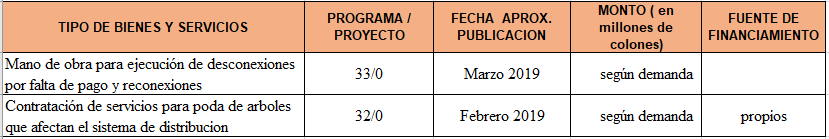 TIPO DE BIENES Y SERVICIOS
PROGRAMA /
PROYECTO
FECHA APROX.
PUBLICACION
MONTO ( en
millones de
colones)
FUENTE DE
FINANCIAMIENTO
Mano de obra para ejecución de desconexiones
por falta de pago y reconexiones
33/0
Marzo 2019
según demanda
Contratación de servicios para poda de arboles
que afectan el sistema de distribucion
32/0
Febrero 2019
según demanda
propios